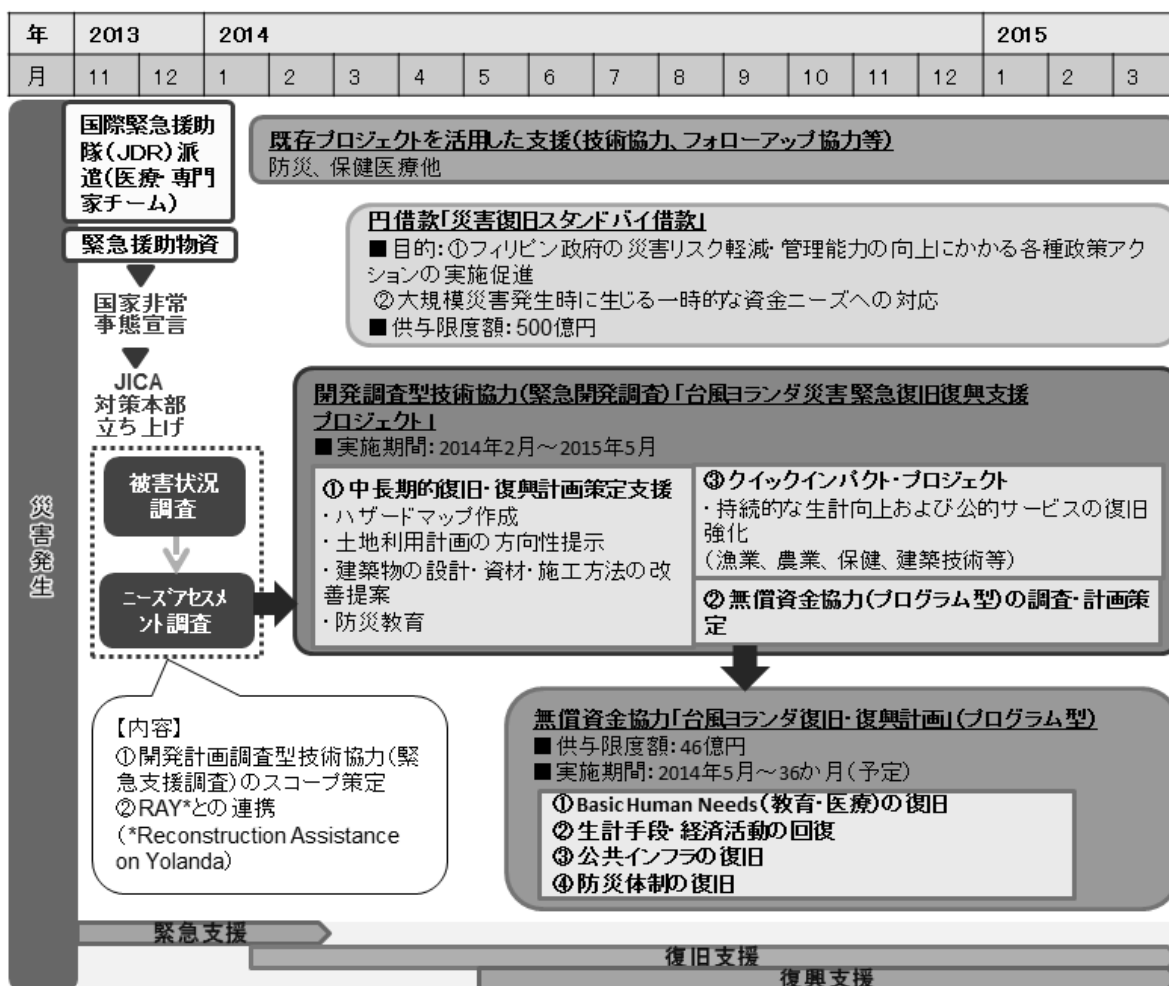 年 2013 2014 2015
月 11 12 1 2 3 4 5 6 7 8 9 10 11 12 1 2 3
災害発生
国際緊急援助
隊(JDR)派
遣(医療・専門
家チーム)
緊急援助物資
国家非常
事態宣言
JICA
対策本部
立ち上げ
被害状況
調査
ニーズアセスメ
ント調査
【内容】
①開発計画調査型技術協力(緊
急支援調査)のスコープ策定
②RAY*との連携
(*Reconstruction Assistance
on Yolanda)
既存プロジェクトを活用した支援(技術協力、フォローアップ協力等)
防災、保健医療他
円借款「災害復旧スタンドバイ借款」
■目的:①フィリピン政府の災害リスク軽減・管理能力の向上にかかる各種政策アク
ションの実施促進
②大規模災害発生時に生じる一時的な資金ニーズへの対応
■供与限度額:500億円
開発調査型技術協力(緊急開発調査)「台風ヨランダ災害緊急復旧復興支援
プロジェクト」
■実施期間:2014年2月~2015年5月
①中長期的復旧・復興計画策定支援
・ハザードマップ作成
・土地利用計画の方向性提示
・建築物の設計・資材・施工方法の改
善提案
・防災教育
③クイックインパクト・プロジェクト
・持続的な生計向上および公的サービスの復旧
強化
(漁業、農業、保健、建築技術等)
②無償資金協力(プログラム型)の調査・計画策
定
無償資金協力「台風ヨランダ復旧・復興計画」(プログラム型)
■供与限度額:46億円
■実施期間:2014年5月~36か月(予定)
①Basic Human Needs(教育・医療)の復旧
②生計手段・経済活動の回復
③公共インフラの復旧
④防災体制の復旧
緊急支援
復旧支援
復興支援